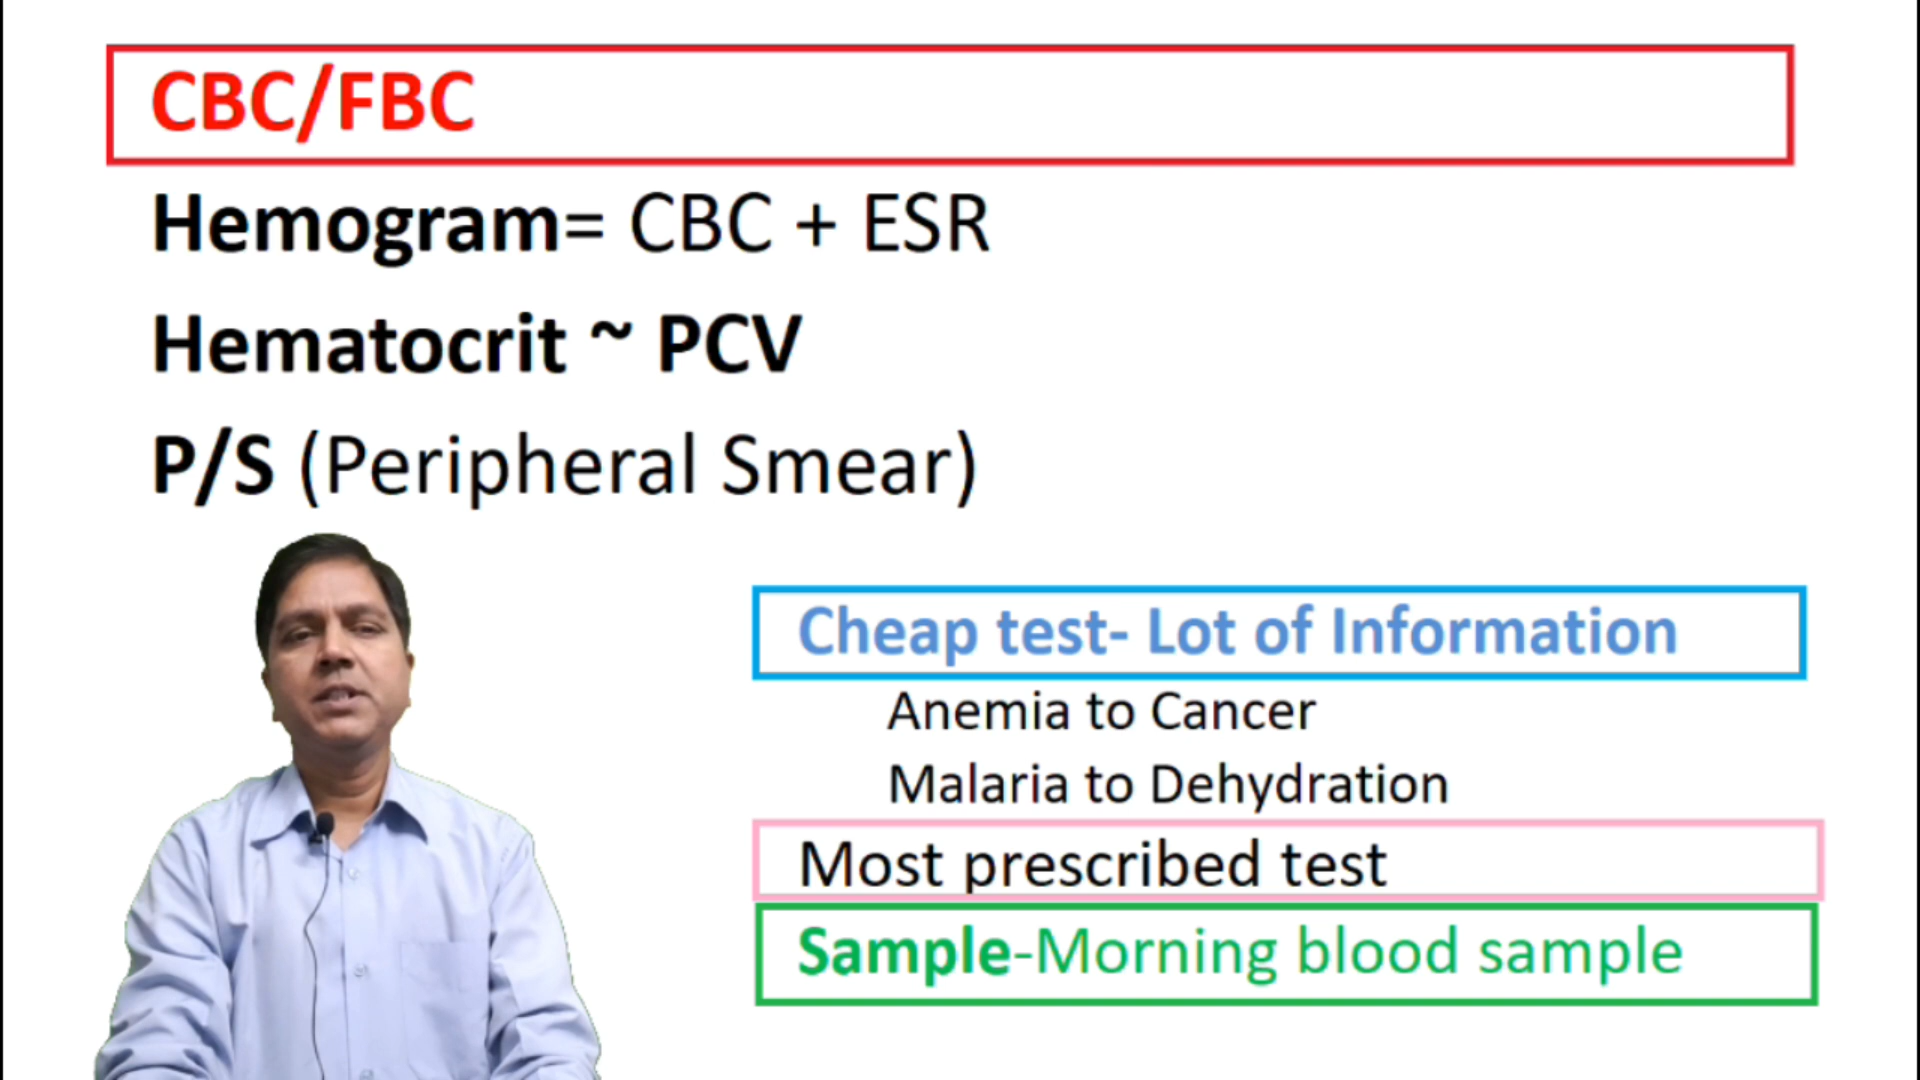 CBC/FBC
Hemogram= CBC + ESR
Hematocrit ~ PCV
P/S (Peripheral Smear)
Cheap test- Lot of Information
Anemia to Cancer
Malaria to Dehydration
Most prescribed test
Sample-Morning blood sample